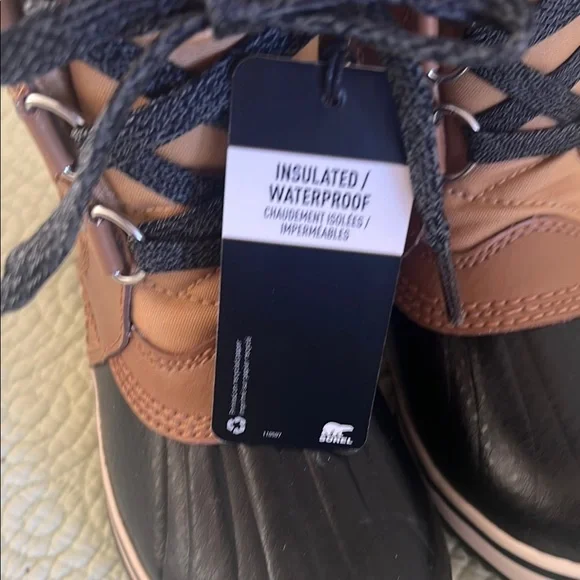 INSULATED /
WATERPROOF
CHAUDEMENT ISOLÉES /
IMPERMÉABLES
SOREL